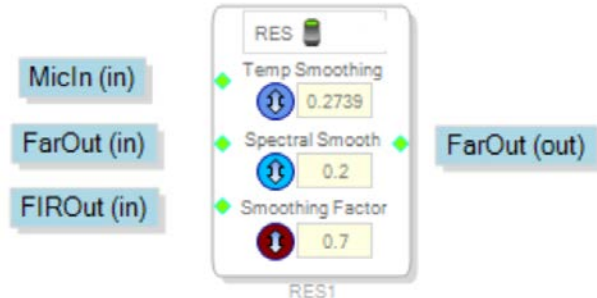 RES
MicIn (in)
Temp Smoothing
0.2739
FarOut (in)
Spectral Smooth
0.2
FarOut (out)
FIROut (in)
Smoothing Factor
0.7
RES1